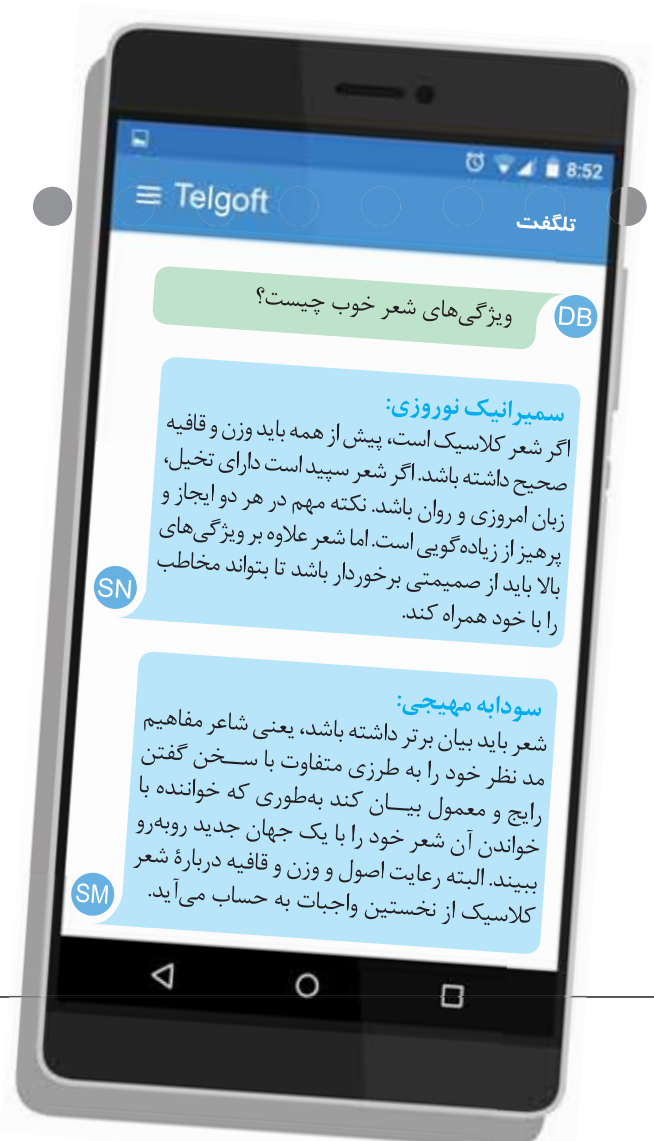 8:52
Telgoft
تلگفت
ویژگی‌های شعر خوب چیست؟
DB
سمیرانیک نوروزی:
اگر شعر کلاسیک است، پیش از همه باید وزن و قافیه
صحیح داشته باشد. اگر شعر سپید است دارای تخیل،
زبان امروزی و روان باشد. نکته مهم در هر دو ایجاز و
پرهیز از زیاده‌گویی است. اما شعر علاوه بر ویژگی‌های
بالا باید از صمیمتی برخوردار باشد تا بتواند مخاطب
را با خود همراه کند.
SN
سودابه مهیجی:
شعر باید بیان برتر داشته باشد، یعنی شاعر مفاهیم
مد نظر خود را به طرزی متفاوت با سـخن گفتن
رایج و معمول بیــان کند به‌طوری که خواننده با
خواندن آن شعر خود را با یک جهان جدید روبه‌رو
ببیند. البته رعایت اصول و وزن و قافیه دربارهٔ شعر
کلاسیک از نخستین واجبات به حساب می‌آید.
SM